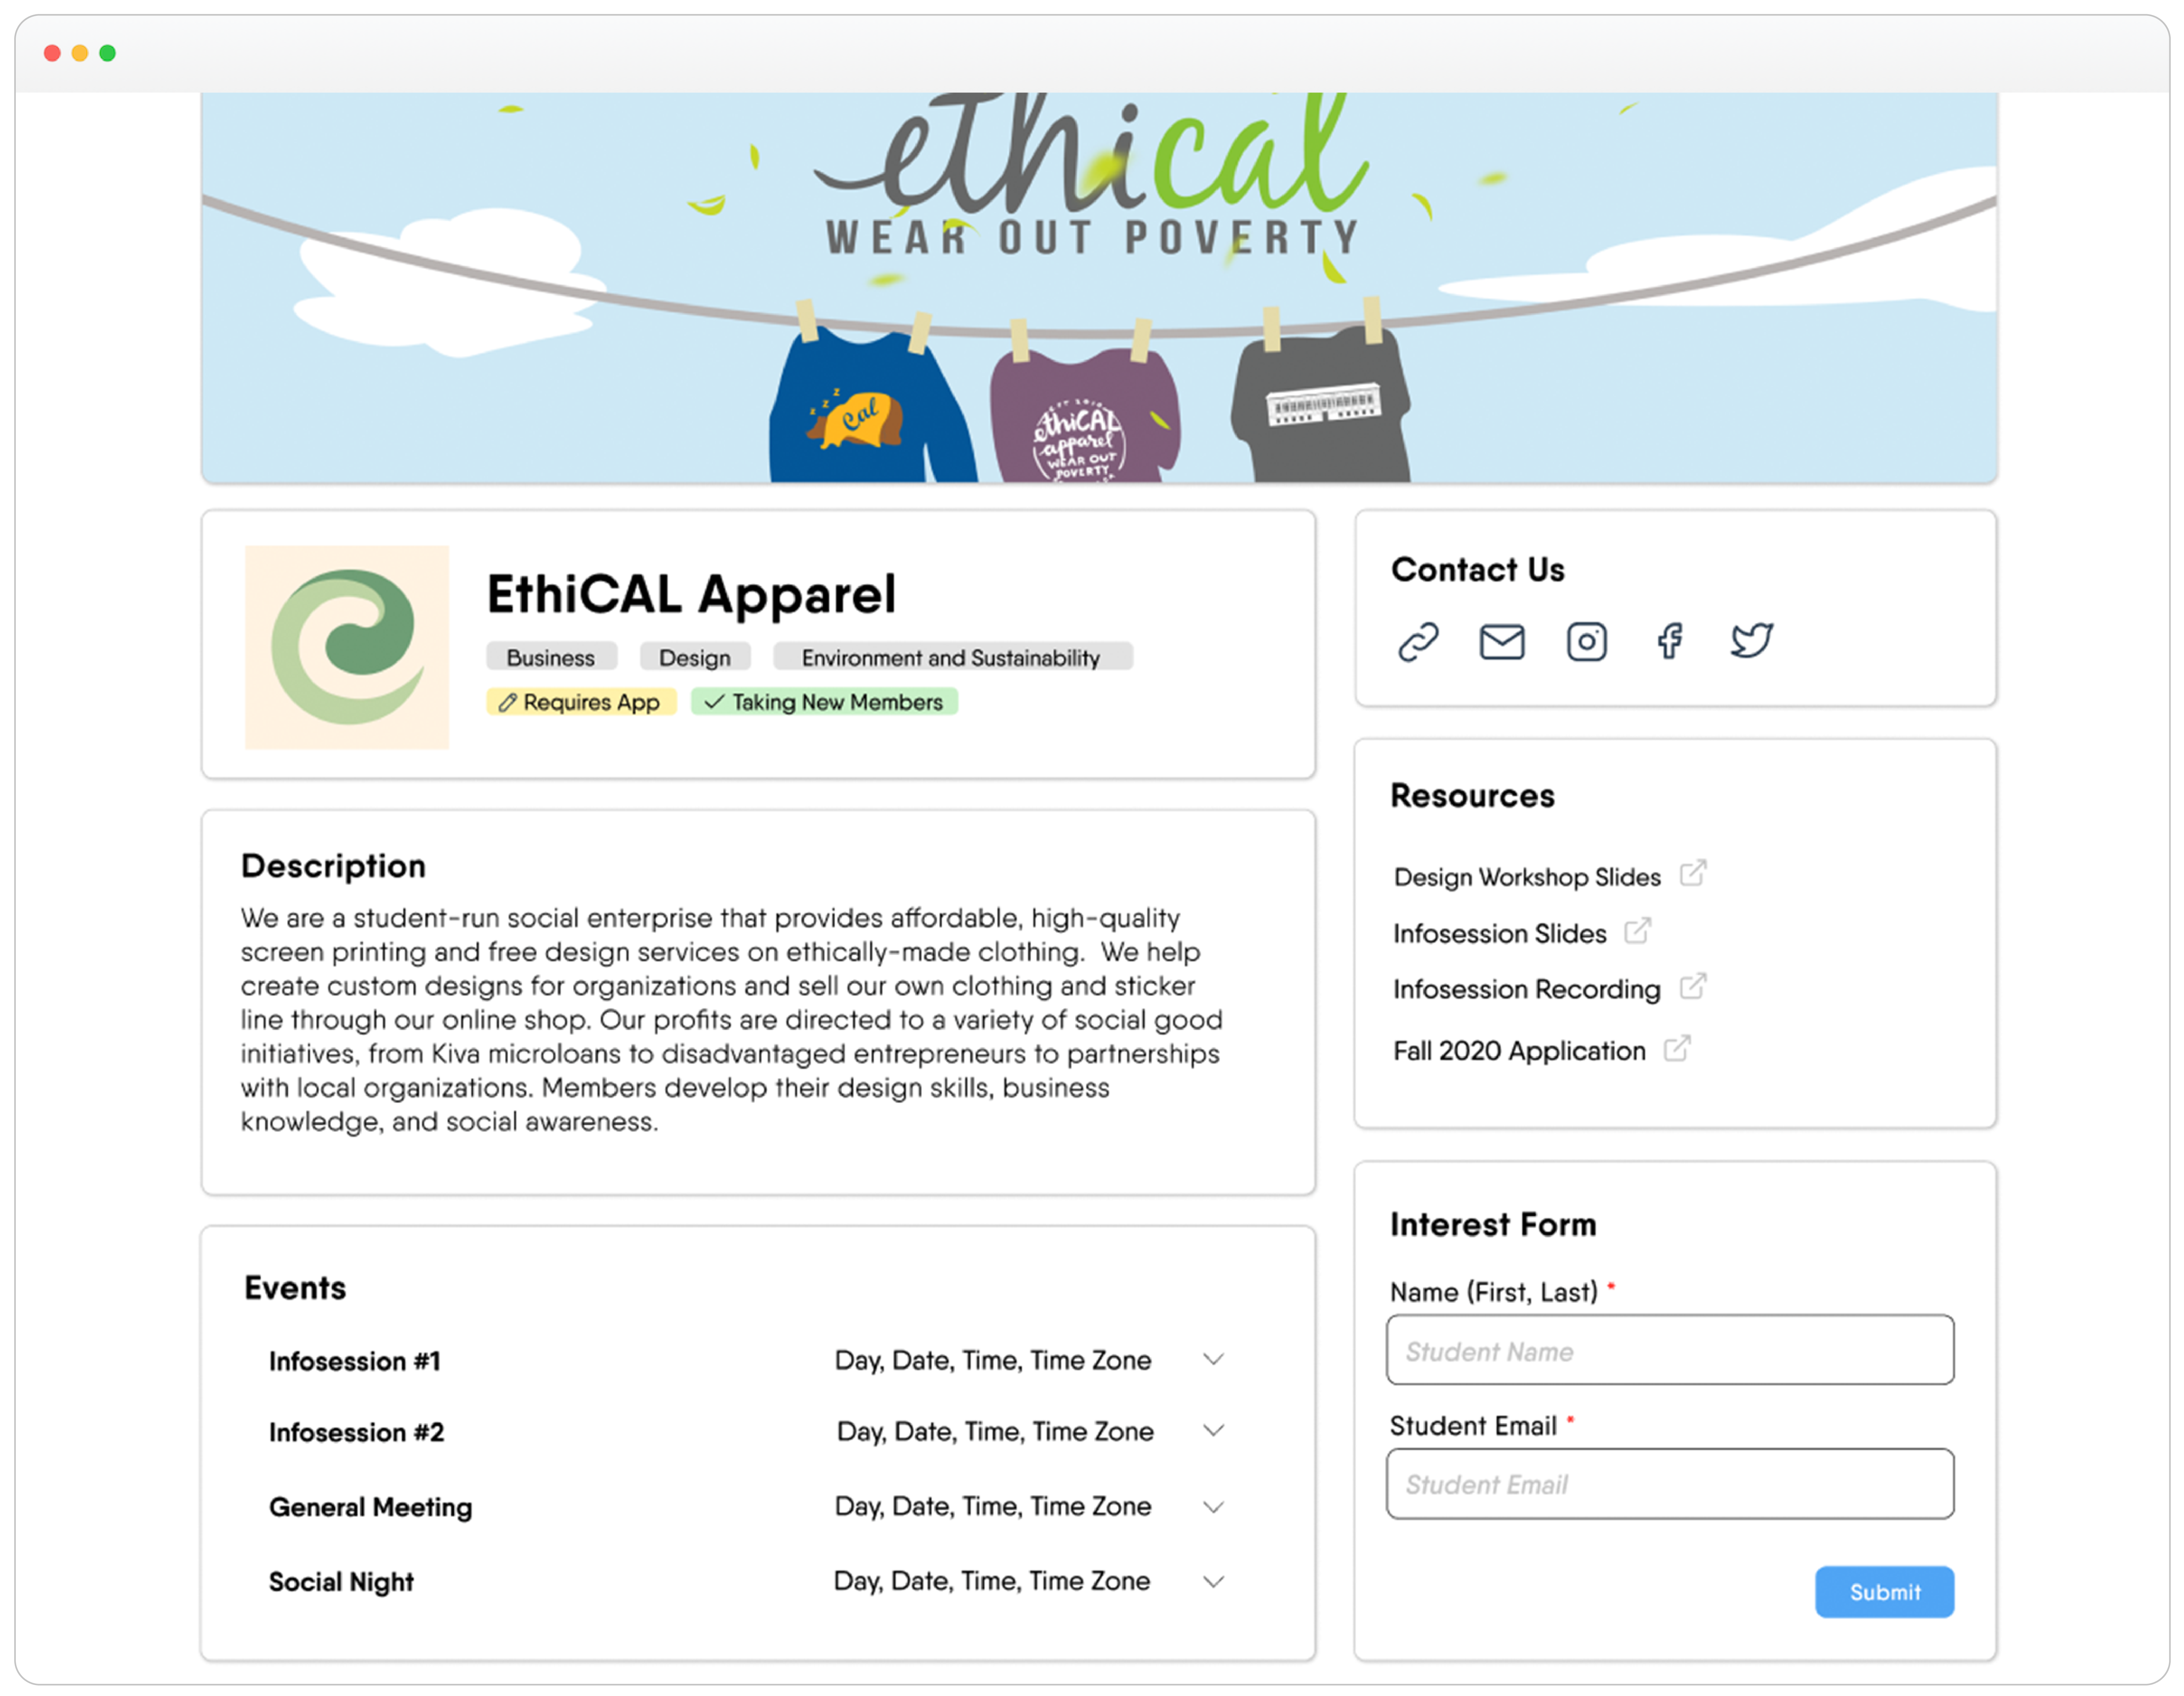 ethical
WEAR OUT POVERTY
z z z
Cal
EST 2010
ethiCAL
apparel
WEAR OUT
POVERTY
EthiCAL Apparel
Business Design Environment and Sustainability
Requires App Taking New Members
Description
We are a student-run social enterprise that provides affordable, high-quality
screen printing and free design services on ethically-made clothing.  We help
create custom designs for organizations and sell our own clothing and sticker
line through our online shop. Our profits are directed to a variety of social good
initiatives, from Kiva microloans to disadvantaged entrepreneurs to partnerships
with local organizations. Members develop their design skills, business
knowledge, and social awareness.
Events
Infosession #1 Day, Date, Time, Time Zone
Infosession #2 Day, Date, Time, Time Zone
General Meeting Day, Date, Time, Time Zone
Social Night Day, Date, Time, Time Zone
Contact Us
Resources
Design Workshop Slides
Infosession Slides
Infosession Recording
Fall 2020 Application
Interest Form
Name (First, Last) *
Student Name
Student Email *
Student Email
Submit